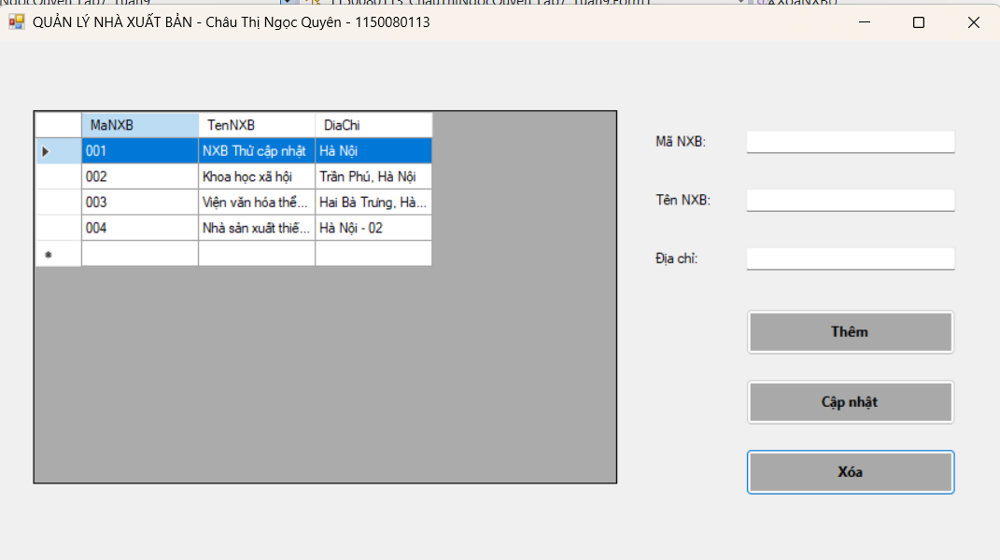 QUẢN LÝ NHÀ XUẤT BẢN - Châu Thị Ngọc Quyên - 1150080113
MaNXB TenNXB DiaChi
001 NXB Thử cập nhật Hà Nội
002 Khoa học xã hội Trần Phú, Hà Nội
003 Viện văn hóa thể... Hai Bà Trưng, Hà...
004 Nhà sản xuất thiế... Hà Nội - 02
Mã NXB:
Tên NXB:
Địa chỉ:
Thêm
Cập nhật
Xóa